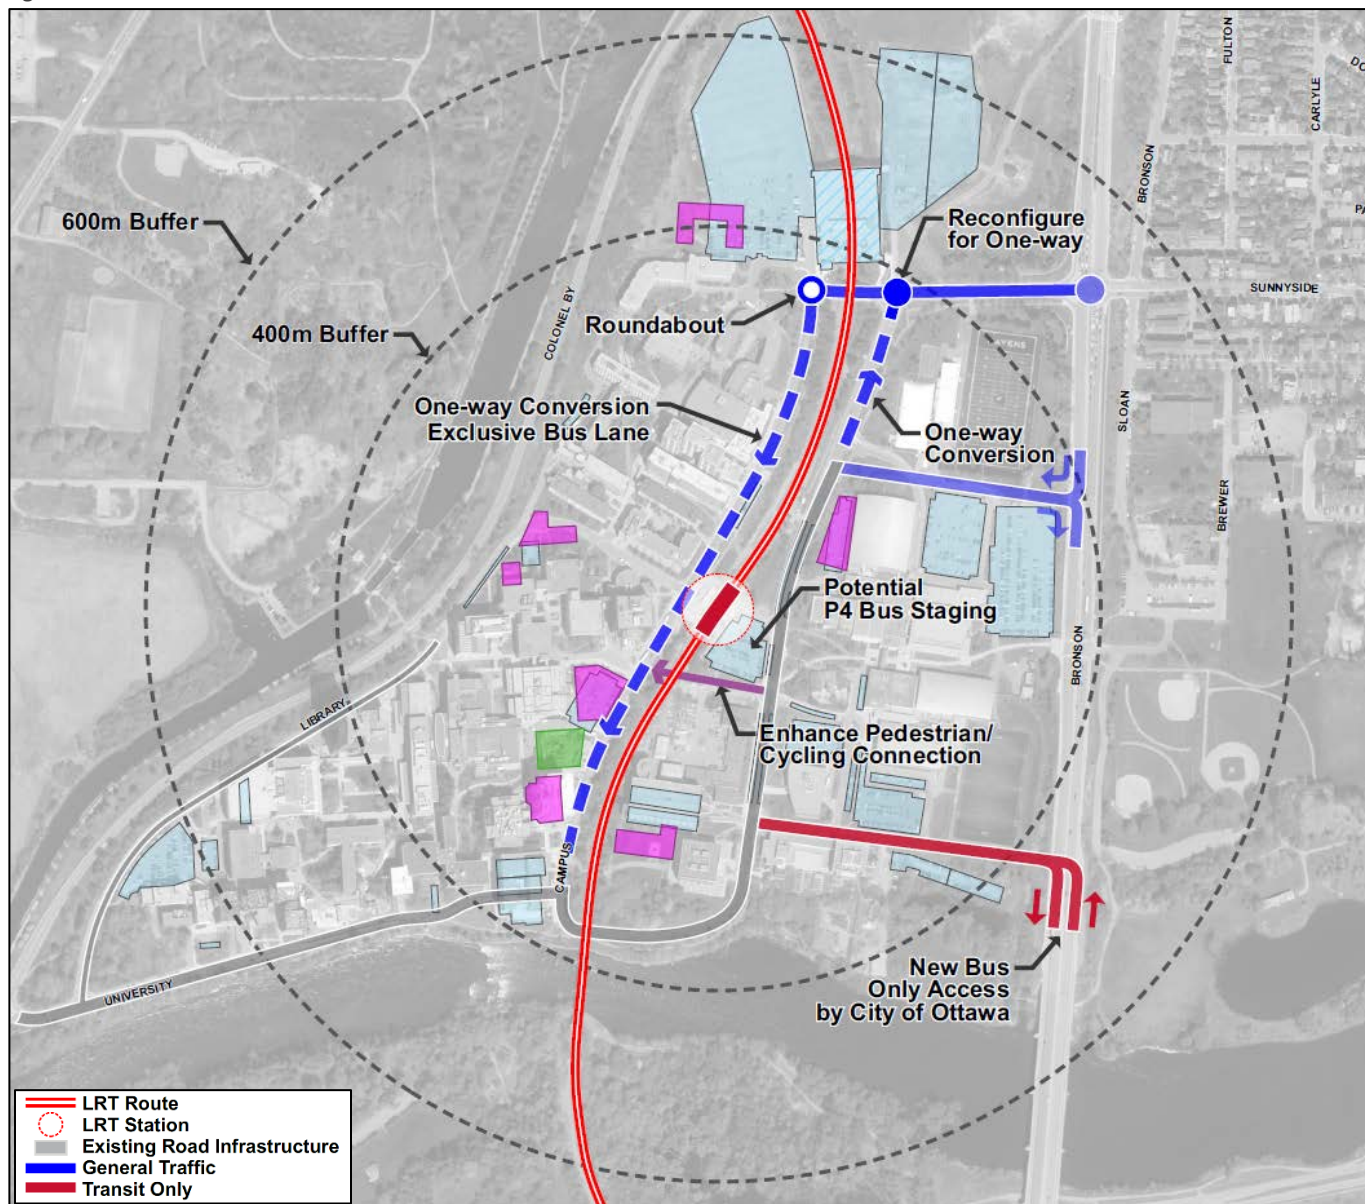 FULTON
CARLYLE
BRONSON
600m Buffer
Reconfigure
for One-way
SUNNYSIDE
Roundabout
COLONEL BY
400m Buffer
SLOAN
One-way Conversion
Exclusive Bus Lane
One-way
Conversion
BREWER
Potential
P4 Bus Staging
BRONSON
LIBRARY
Enhance Pedestrian/
Cycling Connection
CAMPUS
New Bus
Only Access
by City of Ottawa
UNIVERSITY
LRT Route
LRT Station
Existing Road Infrastructure
General Traffic
Transit Only